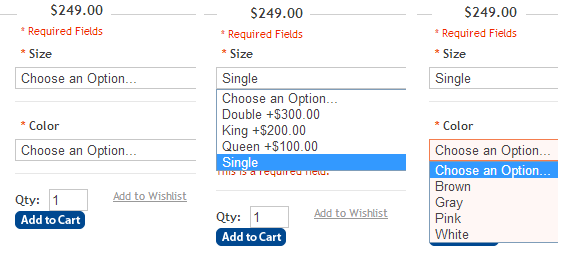 $249.00
* Required Fields
* Size
Choose an Option...
* Color
Choose an Option...
Qty: 1
Add to Wishlist
Add to Cart
$249.00
* Required Fields
* Size
Single
Choose an Option...
Double +$300.00
King +$200.00
Queen +$100.00
Single
This is a required field.
Qty: 1
Add to Wishlist
Add to Cart
$249.00
* Required Fields
* Size
Single
* Color
Choose an Option...
Choose an Option...
Brown
Gray
Pink
White